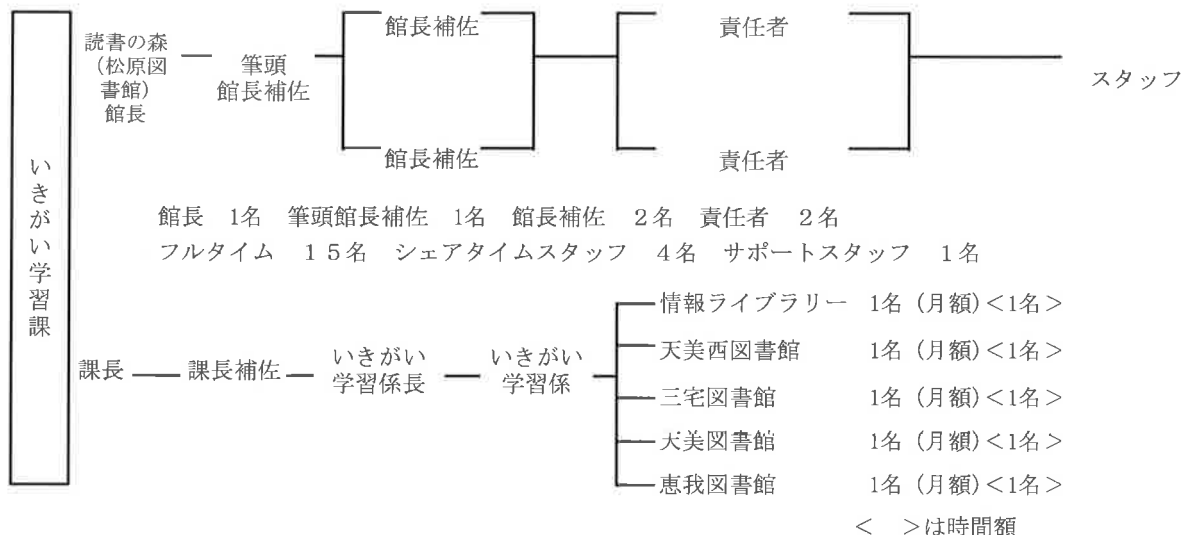 いきがい学習課
読書の森
（松原図
書館）
館長
筆頭
館長補佐
館長補佐
館長補佐
責任者
責任者
スタッフ
館長　1名　筆頭館長補佐　1名　館長補佐　２名　責任者　２名
フルタイム　１５名　シェアタイムスタッフ　４名　サポートスタッフ　１名
課長
課長補佐
いきがい
学習係長
いきがい
学習係
情報ライブラリー　1名（月額）＜1名＞
天美西図書館　1名（月額）＜1名＞
三宅図書館　1名（月額）＜1名＞
天美図書館　1名（月額）＜1名＞
恵我図書館　1名（月額）＜1名＞
＜　＞は時間額